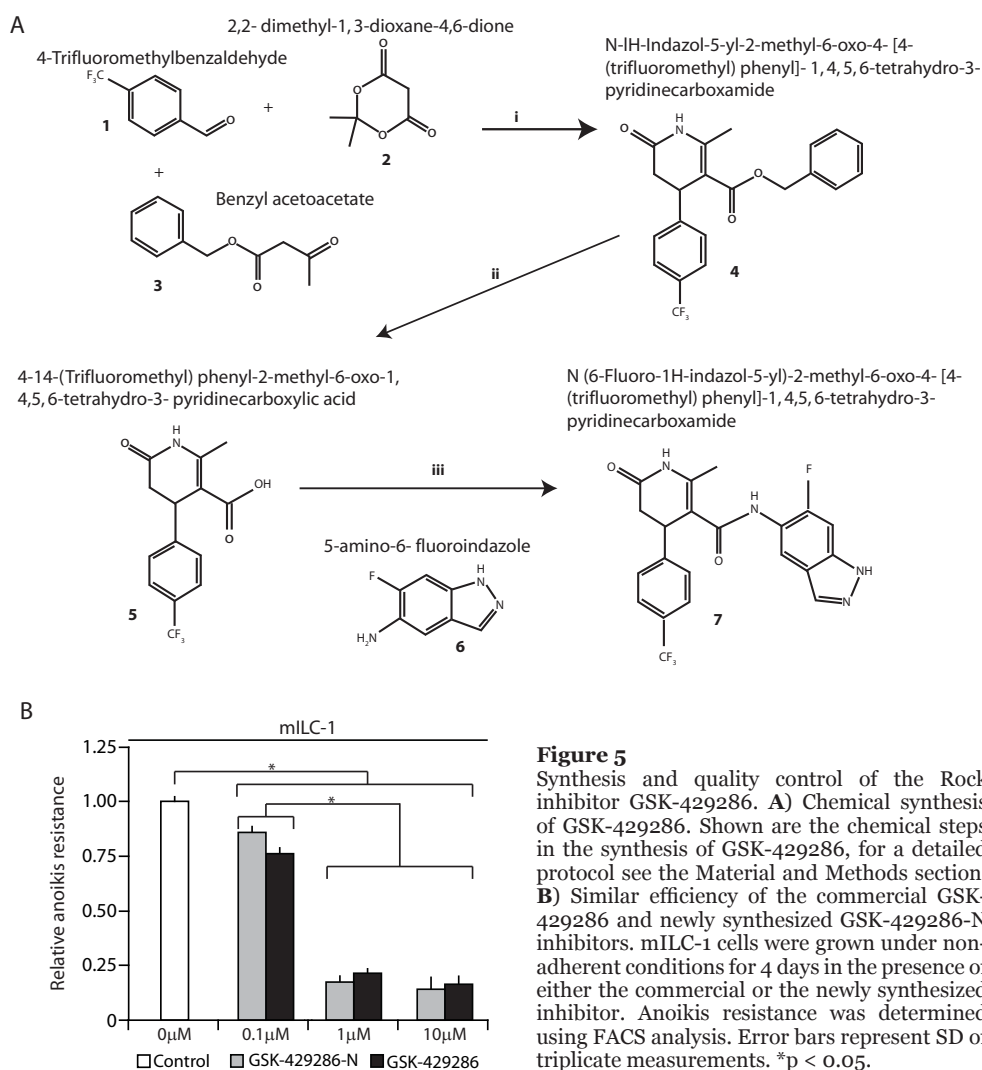 A
2,2- dimethyl-1,3-dioxane-4,6-dione
4-Trifluoromethylbenzaldehyde
F₃C
O
1
+
O
O
O
O
2
i
+
Benzyl acetoacetate
O
O
O
3
N-lH-Indazol-5-yl-2-methyl-6-oxo-4- [4-
(trifluoromethyl) phenyl]- 1,4,5,6-tetrahydro-3-
pyridinecarboxamide
H
O
N
O
O
4
CF₃
ii
4-14-(Trifluoromethyl) phenyl-2-methyl-6-oxo-1,
4,5,6-tetrahydro-3- pyridinecarboxylic acid
H
O
N
OH
O
5
CF₃
iii
5-amino-6- fluoroindazole
H
F
N
N
H₂N
6
N (6-Fluoro-1H-indazol-5-yl)-2-methyl-6-oxo-4- [4-
(trifluoromethyl) phenyl]-1,4,5,6-tetrahydro-3-
pyridinecarboxamide
H
O
N
F
H
N
O
NH
N
7
CF₃
B
mILC-1
Relative anoikis resistance
1.25
1.00
0.75
0.50
0.25
0
*
*
0µM
0.1µM
1µM
10µM
Control
GSK-429286-N
GSK-429286
Figure 5
Synthesis and quality control of the Rock
inhibitor GSK-429286. A) Chemical synthesis
of GSK-429286. Shown are the chemical steps
in the synthesis of GSK-429286, for a detailed
protocol see the Material and Methods section
B) Similar efficiency of the commercial GSK-
429286 and newly synthesized GSK-429286-N
inhibitors. mILC-1 cells were grown under non-
adherent conditions for 4 days in the presence of
either the commercial or the newly synthesized
inhibitor. Anoikis resistance was determined
using FACS analysis. Error bars represent SD of
triplicate measurements. *p < 0.05.